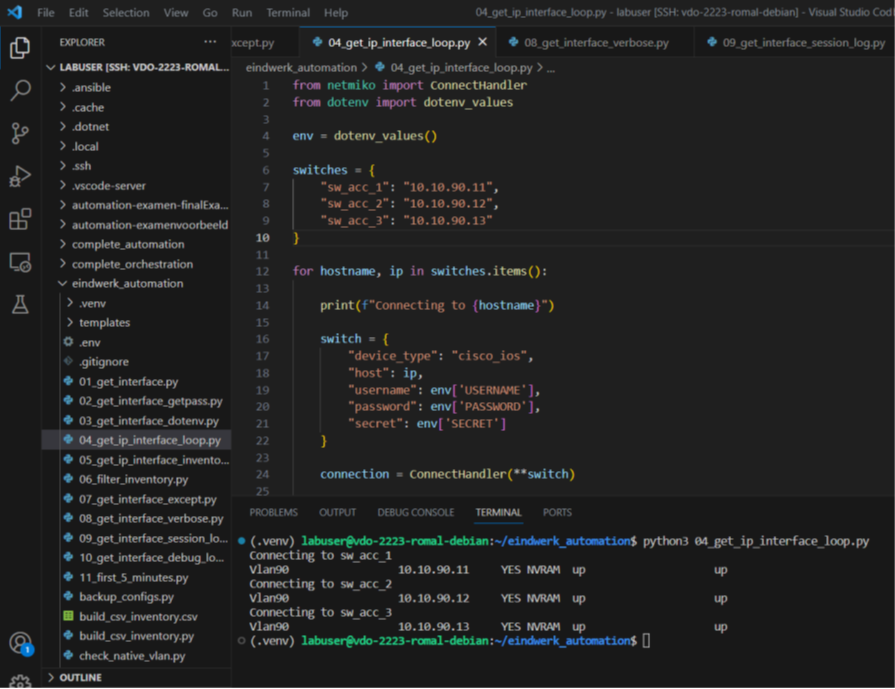 File Edit Selection View Go Run Terminal Help
04_get_ip_interface_loop.py - labuser [SSH: vdo-2223-romal-debian] - Visual Studio Cod
EXPLORER ...
LABUSER [SSH: VDO-2223-ROMAL...
.ansible
.cache
.dotnet
.local
.ssh
.vscode-server
automation-examen-finalExa...
automation-examenvoorbeeld
complete_automation
complete_orchestration
eindwerk_automation
.venv
templates
.env
.gitignore
01_get_interface.py
02_get_interface_getpass.py
03_get_interface_dotenv.py
04_get_ip_interface_loop.py
05_get_ip_interface_invento...
06_filter_inventory.py
07_get_interface_except.py
08_get_interface_verbose.py
09_get_interface_session_lo...
10_get_interface_debug_lo...
11_first_5_minutes.py
backup_configs.py
build_csv_inventory.csv
build_csv_inventory.py
check_native_vlan.py
OUTLINE
1
xcept.py
04_get_ip_interface_loop.py
08_get_interface_verbose.py
09_get_interface_session_log.py
eindwerk_automation > 04_get_ip_interface_loop.py > ...
1 from netmiko import ConnectHandler
2 from dotenv import dotenv_values
3
4 env = dotenv_values()
5
6 switches = {
7 "sw_acc_1": "10.10.90.11",
8 "sw_acc_2": "10.10.90.12",
9 "sw_acc_3": "10.10.90.13"
10 }
11
12 for hostname, ip in switches.items():
13
14 print(f"Connecting to {hostname}")
15
16 switch = {
17 "device_type": "cisco_ios",
18 "host": ip,
19 "username": env['USERNAME'],
20 "password": env['PASSWORD'],
21 "secret": env['SECRET']
22 }
23
24 connection = ConnectHandler(**switch)
25
PROBLEMS OUTPUT DEBUG CONSOLE TERMINAL PORTS
(.venv) labuser@vdo-2223-romal-debian:~/eindwerk_automation$ python3 04_get_ip_interface_loop.py
Connecting to sw_acc_1
Vlan90 10.10.90.11 YES NVRAM up up
Connecting to sw_acc_2
Vlan90 10.10.90.12 YES NVRAM up up
Connecting to sw_acc_3
Vlan90 10.10.90.13 YES NVRAM up up
(.venv) labuser@vdo-2223-romal-debian:~/eindwerk_automation$